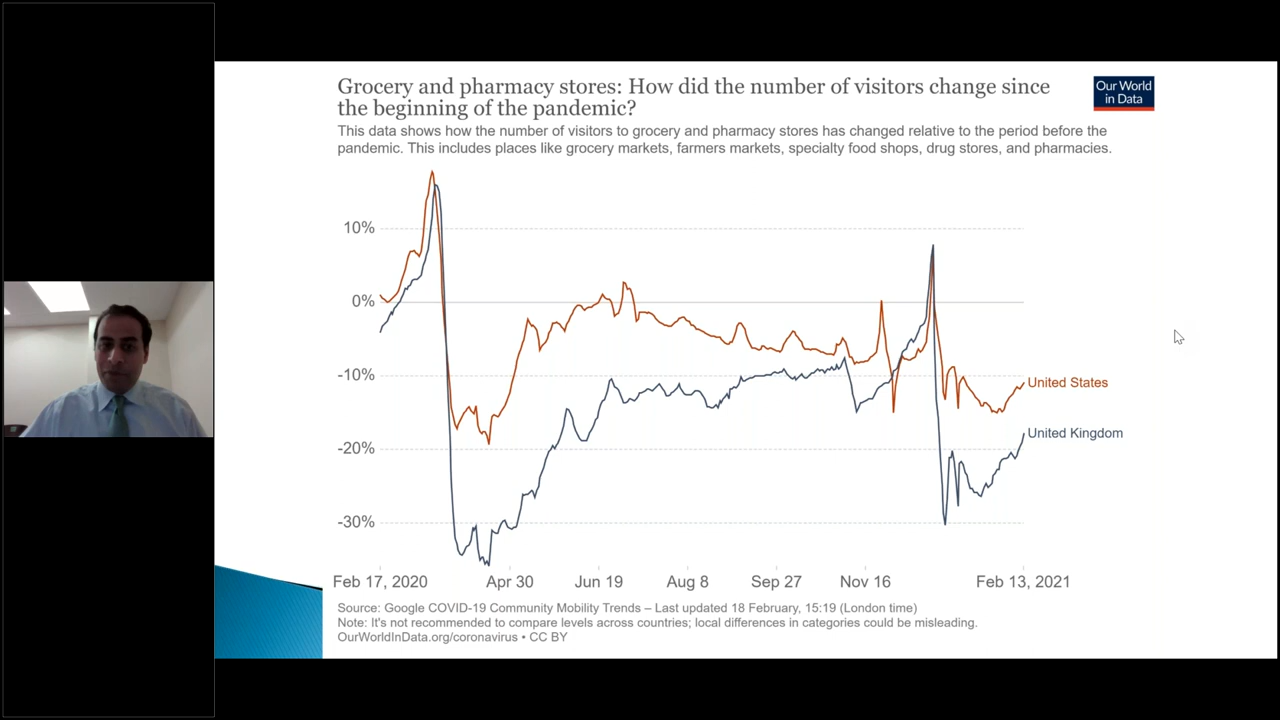 Grocery and pharmacy stores: How did the number of visitors change since
the beginning of the pandemic?
Our World
in Data
This data shows how the number of visitors to grocery and pharmacy stores has changed relative to the period before the
pandemic. This includes places like grocery markets, farmers markets, specialty food shops, drug stores, and pharmacies.
10%
0%
-10%
-20%
-30%
United States
United Kingdom
Feb 17, 2020
Apr 30
Jun 19
Aug 8
Sep 27
Nov 16
Feb 13, 2021
Source: Google COVID-19 Community Mobility Trends – Last updated 18 February, 15:19 (London time)
Note: It's not recommended to compare levels across countries; local differences in categories could be misleading.
OurWorldInData.org/coronavirus • CC BY